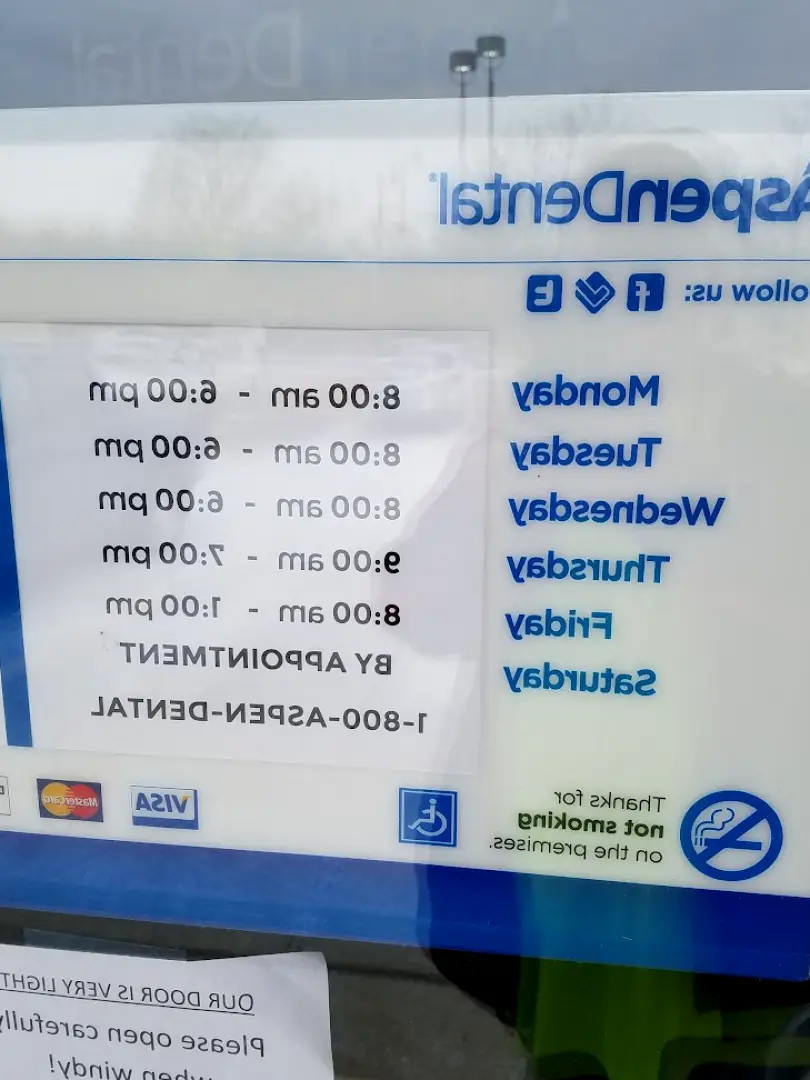 AspenDental
ollow us:
Monday 8:00 am - 6:00 pm
Tuesday 8:00 am - 6:00 pm
Wednesday 8:00 am - 6:00 pm
Thursday 9:00 am - 7:00 pm
Friday 8:00 am - 1:00 pm
Saturday BY APPOINTMENT
1-800-ASPEN-DENTAL
Thanks for
not smoking
on the premises.
VISA
MasterCard
OUR DOOR IS VERY LIGHT
Please open carefully
when windy!